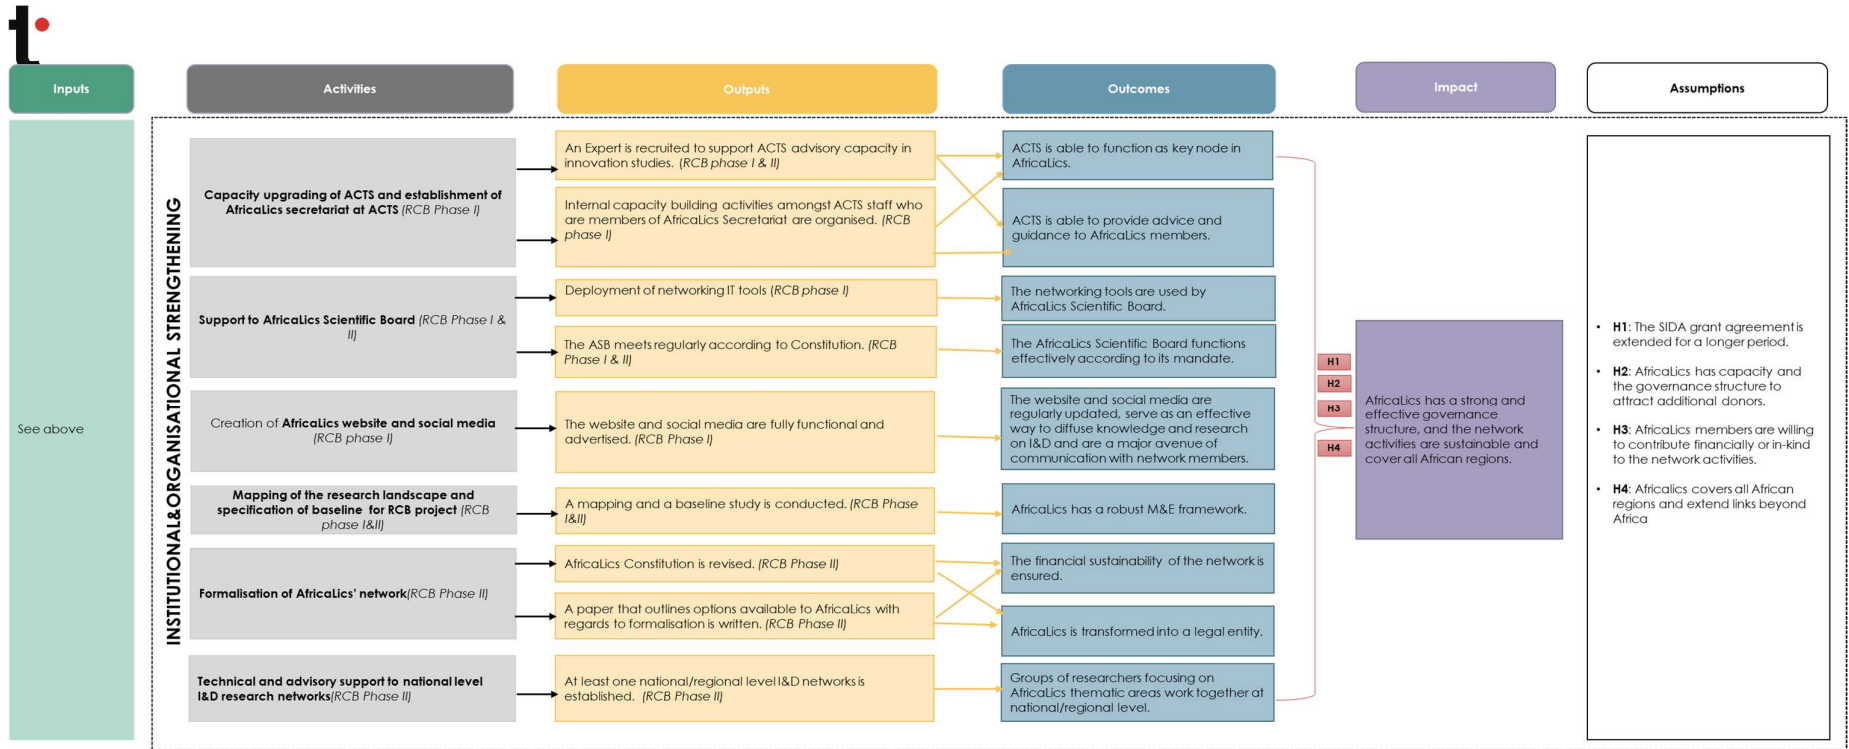 t
Inputs
Activities
Outputs
Outcomes
Impact
Assumptions
See above
INSTITUTIONAL&ORGANISATIONAL STRENGTHENING
Capacity upgrading of ACTS and establishment of
AfricaLics secretariat at ACTS (RCB Phase I)
Support to AfricaLics Scientific Board (RCB Phase I &
II)
Creation of AfricaLics website and social media
(RCB phase I)
Mapping of the research landscape and
specification of baseline for RCB project (RCB
phase I&II)
Formalisation of AfricaLics' network(RCB Phase II)
Technical and advisory support to national level
I&D research networks(RCB Phase II)
An Expert is recruited to support ACTS advisory capacity in
innovation studies. (RCB phase I & II)
Internal capacity building activities amongst ACTS staff who
are members of AfricaLics Secretariat are organised. (RCB
phase I)
Deployment of networking IT tools (RCB phase I)
The ASB meets regularly according to Constitution. (RCB
Phase I & II)
The website and social media are fully functional and
advertised. (RCB Phase I)
A mapping and a baseline study is conducted. (RCB Phase
I&II)
AfricaLics Constitution is revised. (RCB Phase II)
A paper that outlines options available to AfricaLics with
regards to formalisation is written. (RCB Phase II)
At least one national/regional level I&D networks is
established. (RCB Phase II)
ACTS is able to function as key node in
AfricaLics.
ACTS is able to provide advice and
guidance to AfricaLics members.
The networking tools are used by
AfricaLics Scientific Board.
The AfricaLics Scientific Board functions
effectively according to its mandate.
The website and social media are
regularly updated, serve as an effective
way to diffuse knowledge and research
on I&D and are a major avenue of
communication with network members.
AfricaLics has a robust M&E framework.
The financial sustainability of the network is
ensured.
AfricaLics is transformed into a legal entity.
Groups of researchers focusing on
AfricaLics thematic areas work together at
national/regional level.
H1
H2
H3
H4
AfricaLics has a strong and
effective governance
structure, and the network
activities are sustainable and
cover all African regions.
• H1: The SIDA grant agreement is
extended for a longer period.
• H2: AfricaLics has capacity and
the governance structure to
attract additional donors.
• H3: AfricaLics members are willing
to contribute financially or in-kind
to the network activities.
• H4: Africalics covers all African
regions and extend links beyond
Africa